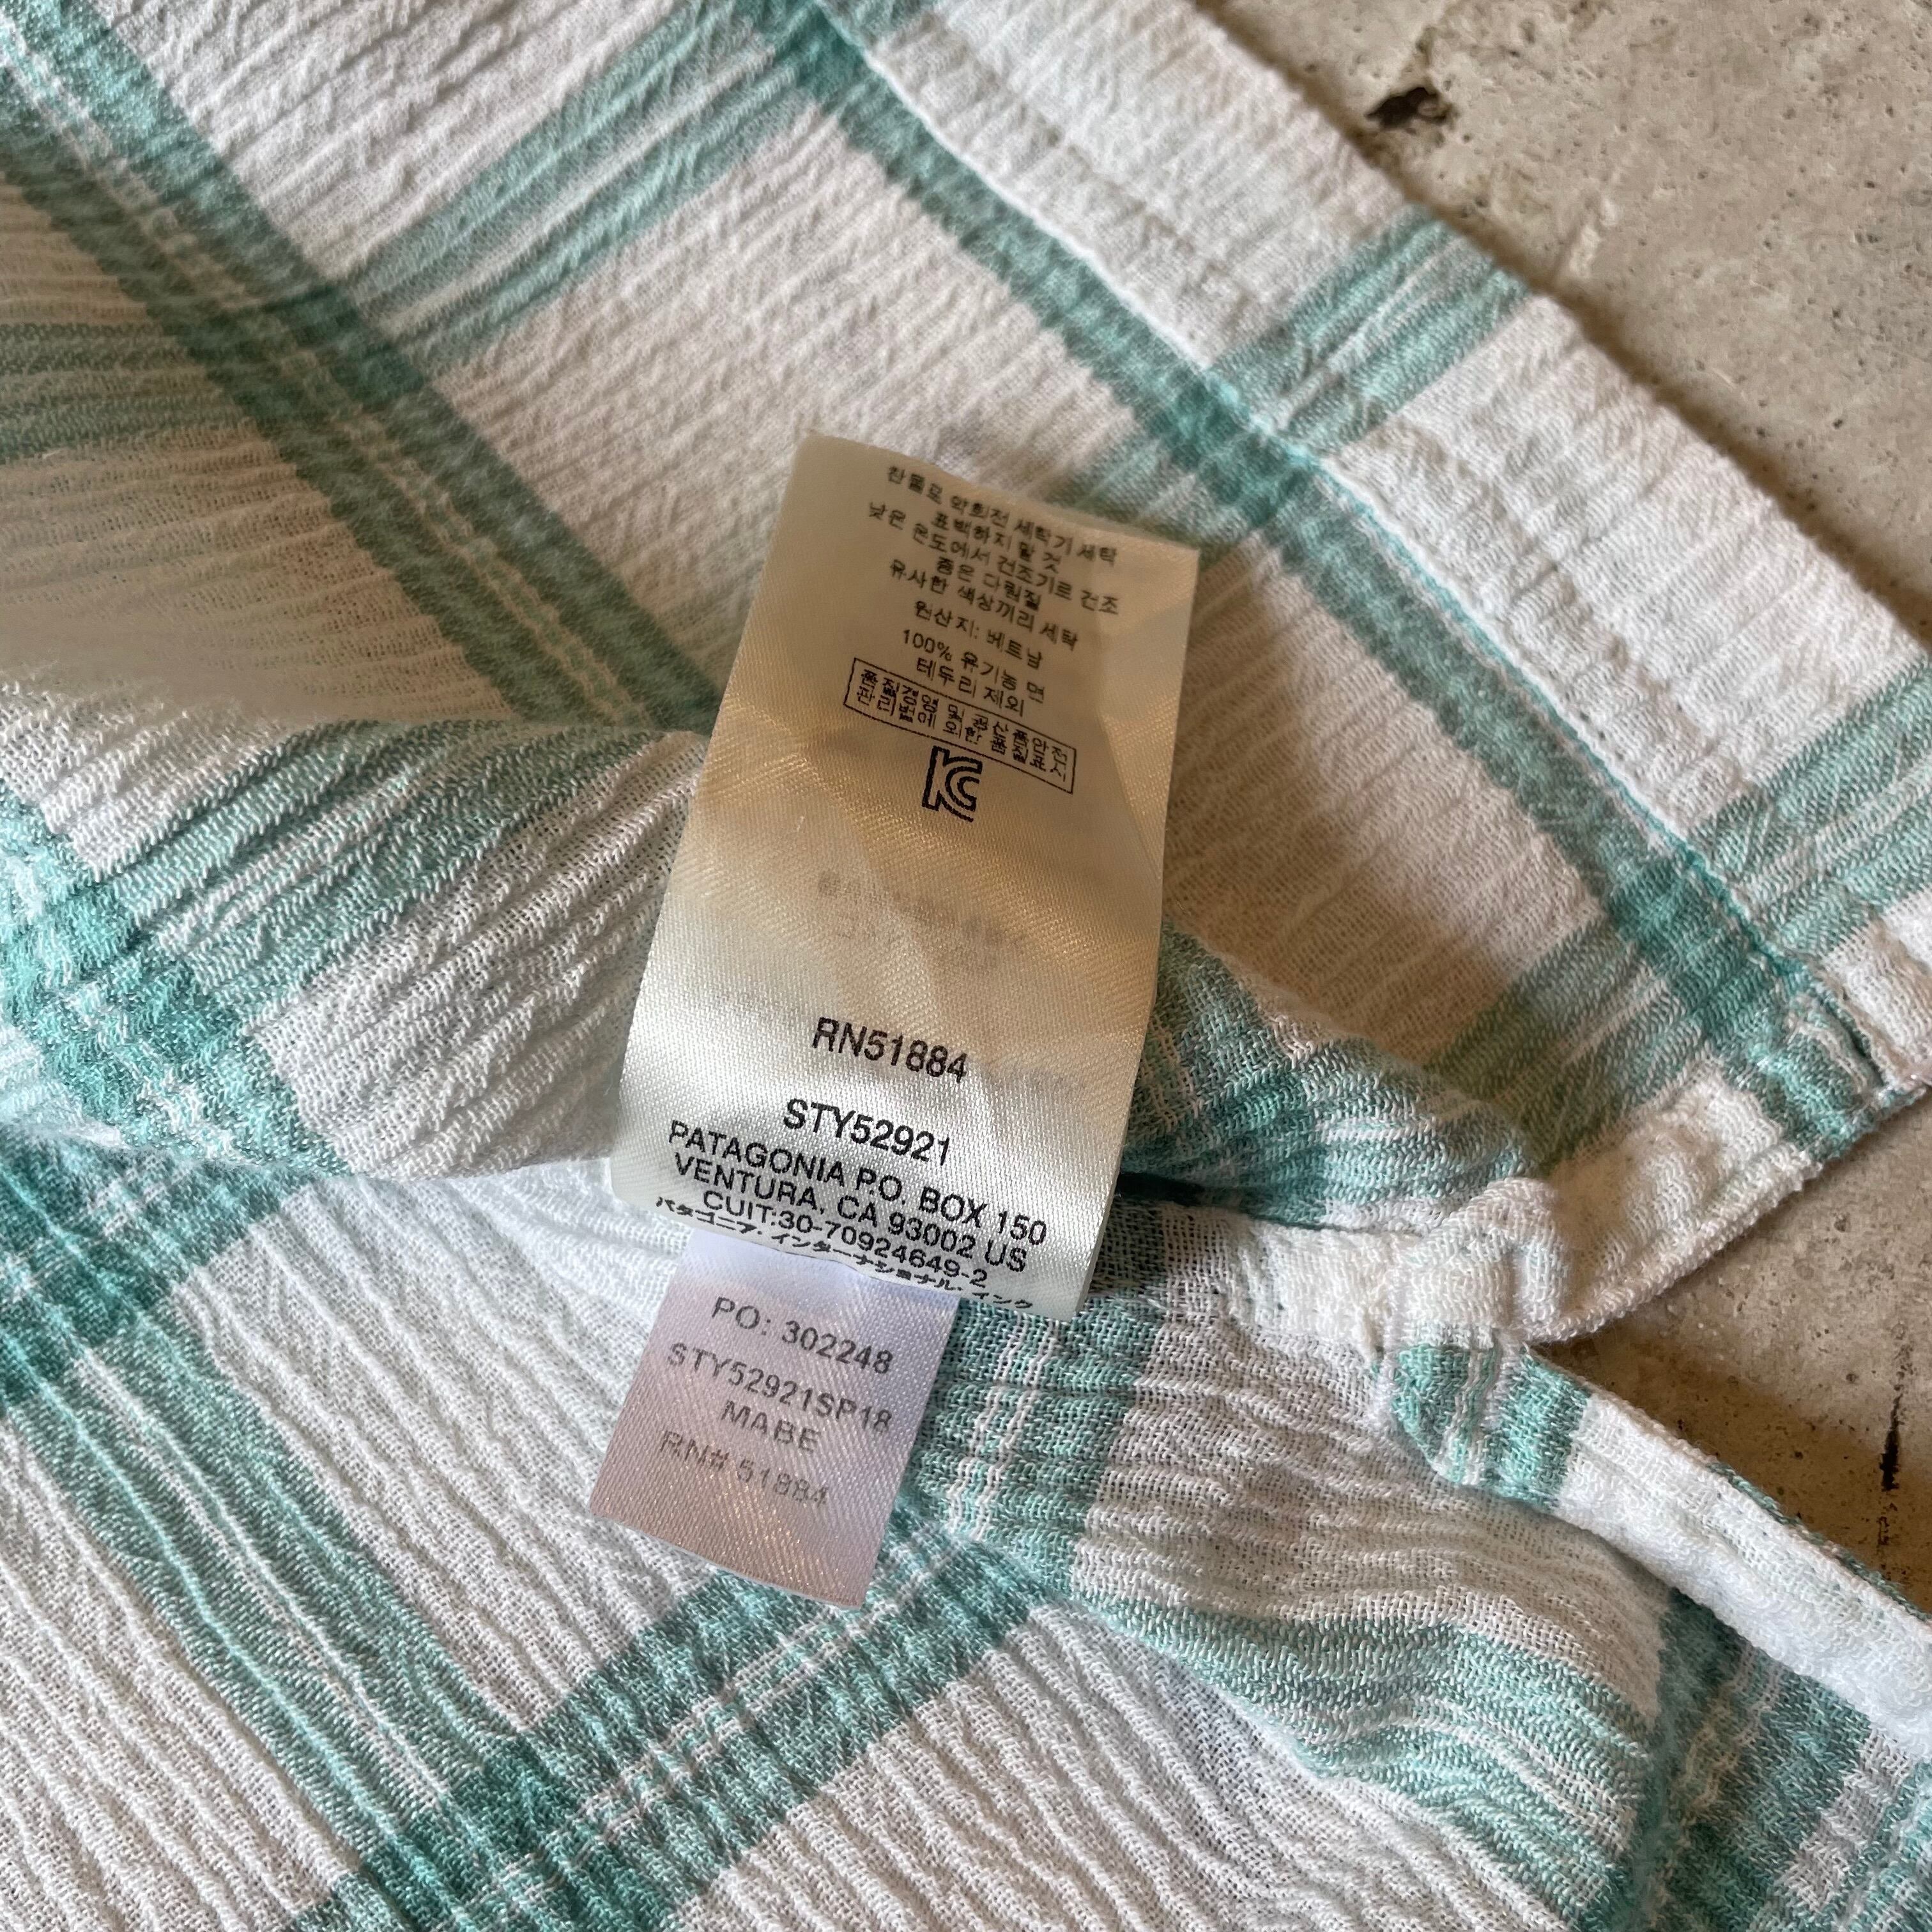 찬물로 약회전 세탁기 세탁
표백하지 말 것
낮은 온도에서 건조기로 건조
좁은 다림질
유사한 색상끼리 세탁
원산지: 베트남
100% 유기농 면
테두리 제외
품질경영 및 공산품안전
관리법에 의한 품질표시
RN51884
STY52921
PATAGONIA P.O. BOX 150
VENTURA, CA 93002 US
CUIT:30-70924649-2
パタゴニア・インターナショナル・インク
PO: 302248
STY52921SP18
MABE
RN# 51884